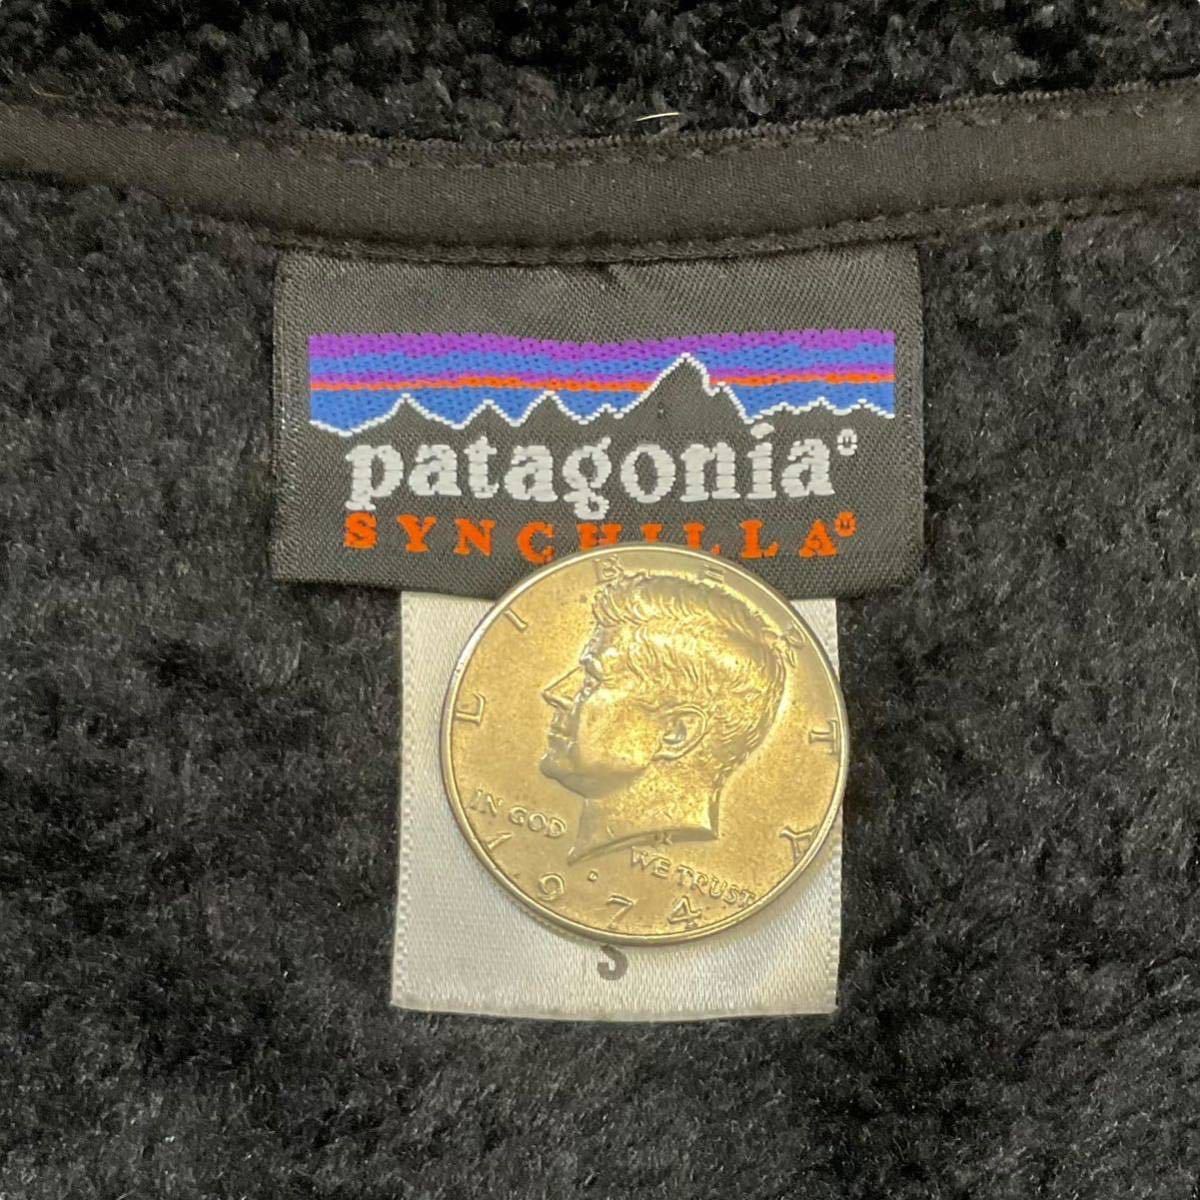 patagonia®
SYNCHILLA®
LIBERTY
IN GOD WE TRUST
1974
S